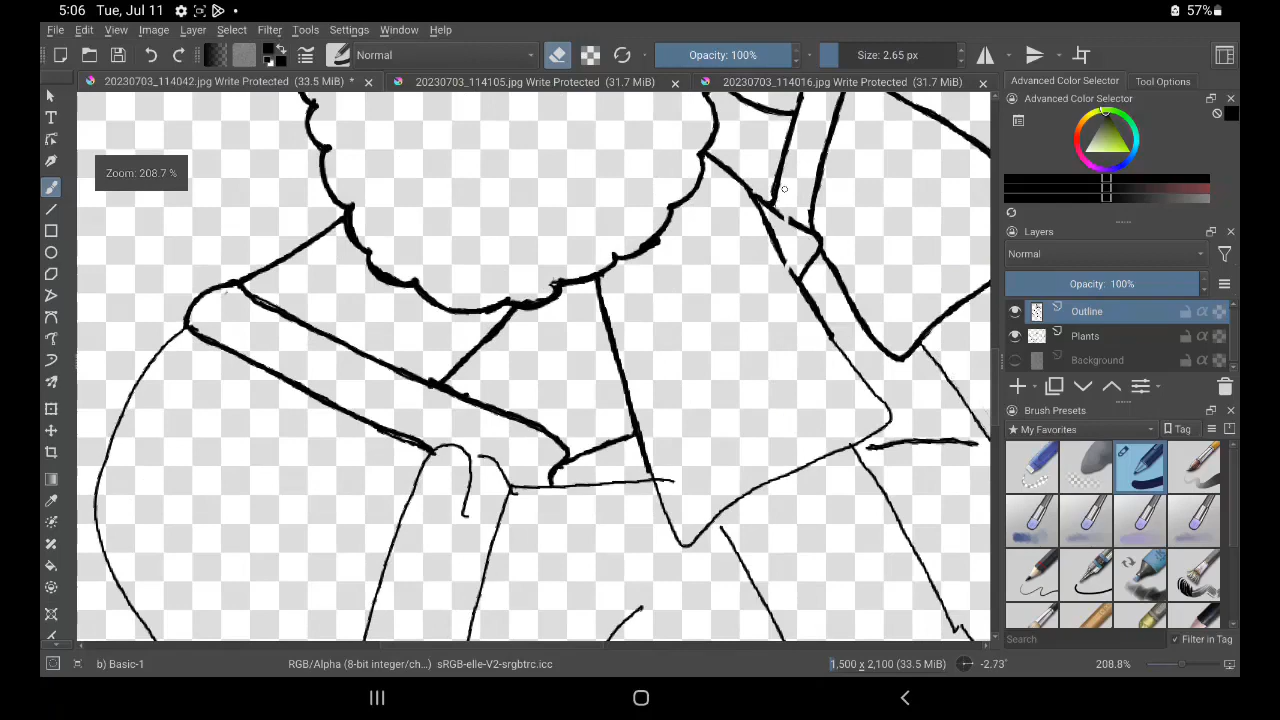 5:06 Tue, Jul 11 57%
File Edit View Image Layer Select Filter Tools Settings Window Help
Normal Opacity: 100% Size: 2.65 px
20230703_114042.jpg Write Protected (33.5 MiB) * 20230703_114105.jpg Write Protected (31.7 MiB) 20230703_114016.jpg Write Protected (31.7 MiB)
Advanced Color Selector Tool Options
Advanced Color Selector
Zoom: 208.7 %
Layers
Normal
Opacity: 100%
Outline
Plants
Background
Brush Presets
★ My Favorites Tag
Search Filter in Tag
b) Basic-1 RGB/Alpha (8-bit integer/ch...) sRGB-elle-V2-srgbtrc.icc 1,500 x 2,100 (33.5 MiB) -2.73° 208.8%